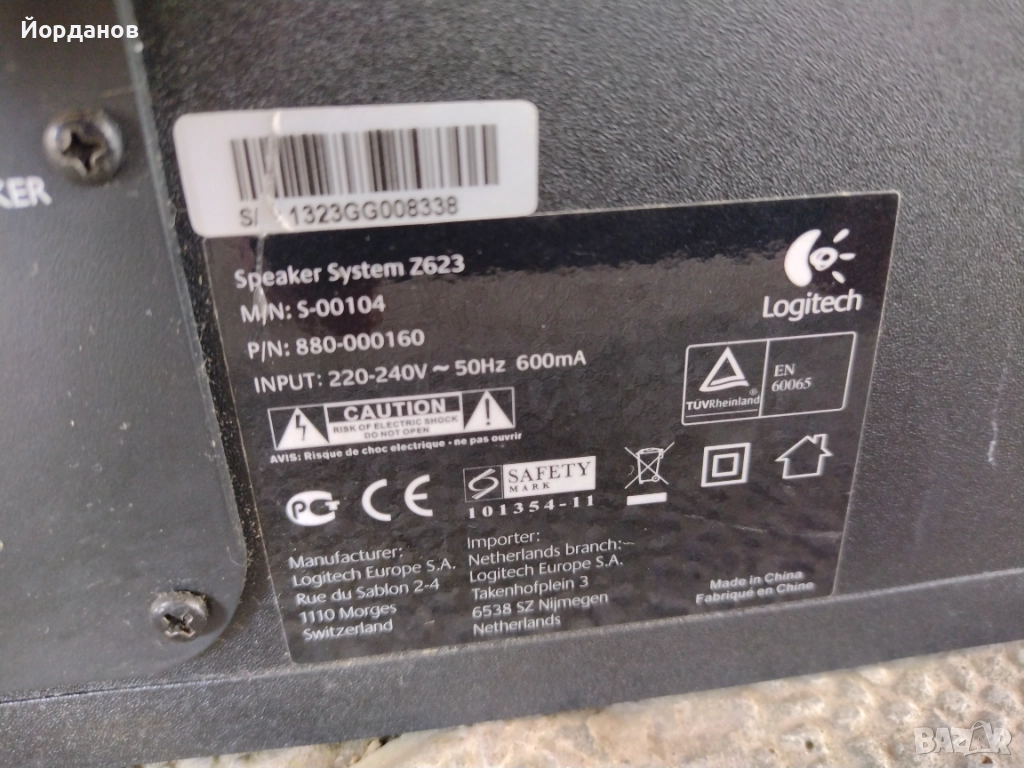 Йорданов
KER
1323GG008338
Speaker System Z623
M/N: S-00104
P/N: 880-000160
INPUT: 220-240V ~ 50Hz 600mA
CAUTION
RISK OF ELECTRIC SHOCK
DO NOT OPEN
AVIS: Risque de choc electrique - ne pas ouvrir
Logitech
TÜVRheinland®
EN
60065
PG
CE
SAFETY
MARK
101354-11
Manufacturer:
Logitech Europe S.A.
Rue du Sablon 2-4
1110 Morges
Switzerland
Importer:
Netherlands branch:
Logitech Europe S.A.
Takenhofplein 3
6538 SZ Nijmegen
Netherlands
Made in China
Fabriqué en Chine
BAZAR